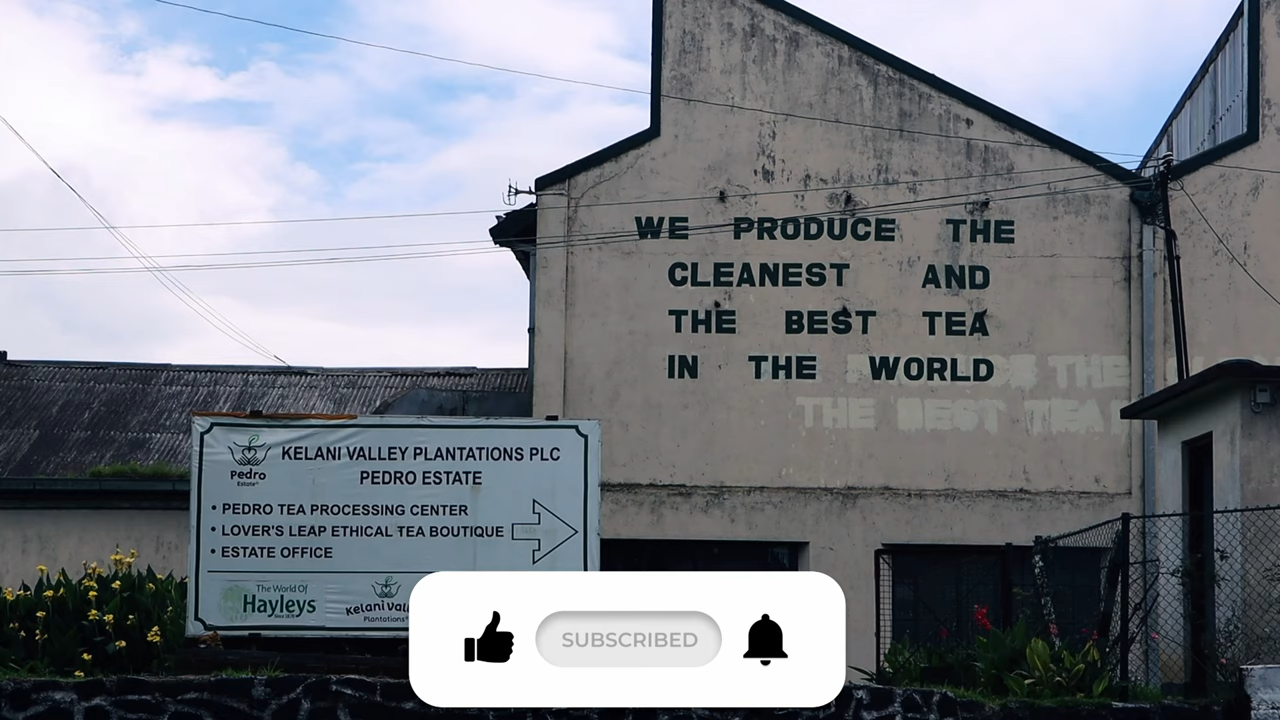 WE PRODUCE THE
CLEANEST AND
THE BEST TEA
IN THE WORLD
THE
THE BEST TEA
Pedro
Estate
KELANI VALLEY PLANTATIONS PLC
PEDRO ESTATE
• PEDRO TEA PROCESSING CENTER
• LOVER'S LEAP ETHICAL TEA BOUTIQUE
• ESTATE OFFICE
The World Of
Hayleys
Kelani
Plantations
SUBSCRIBED